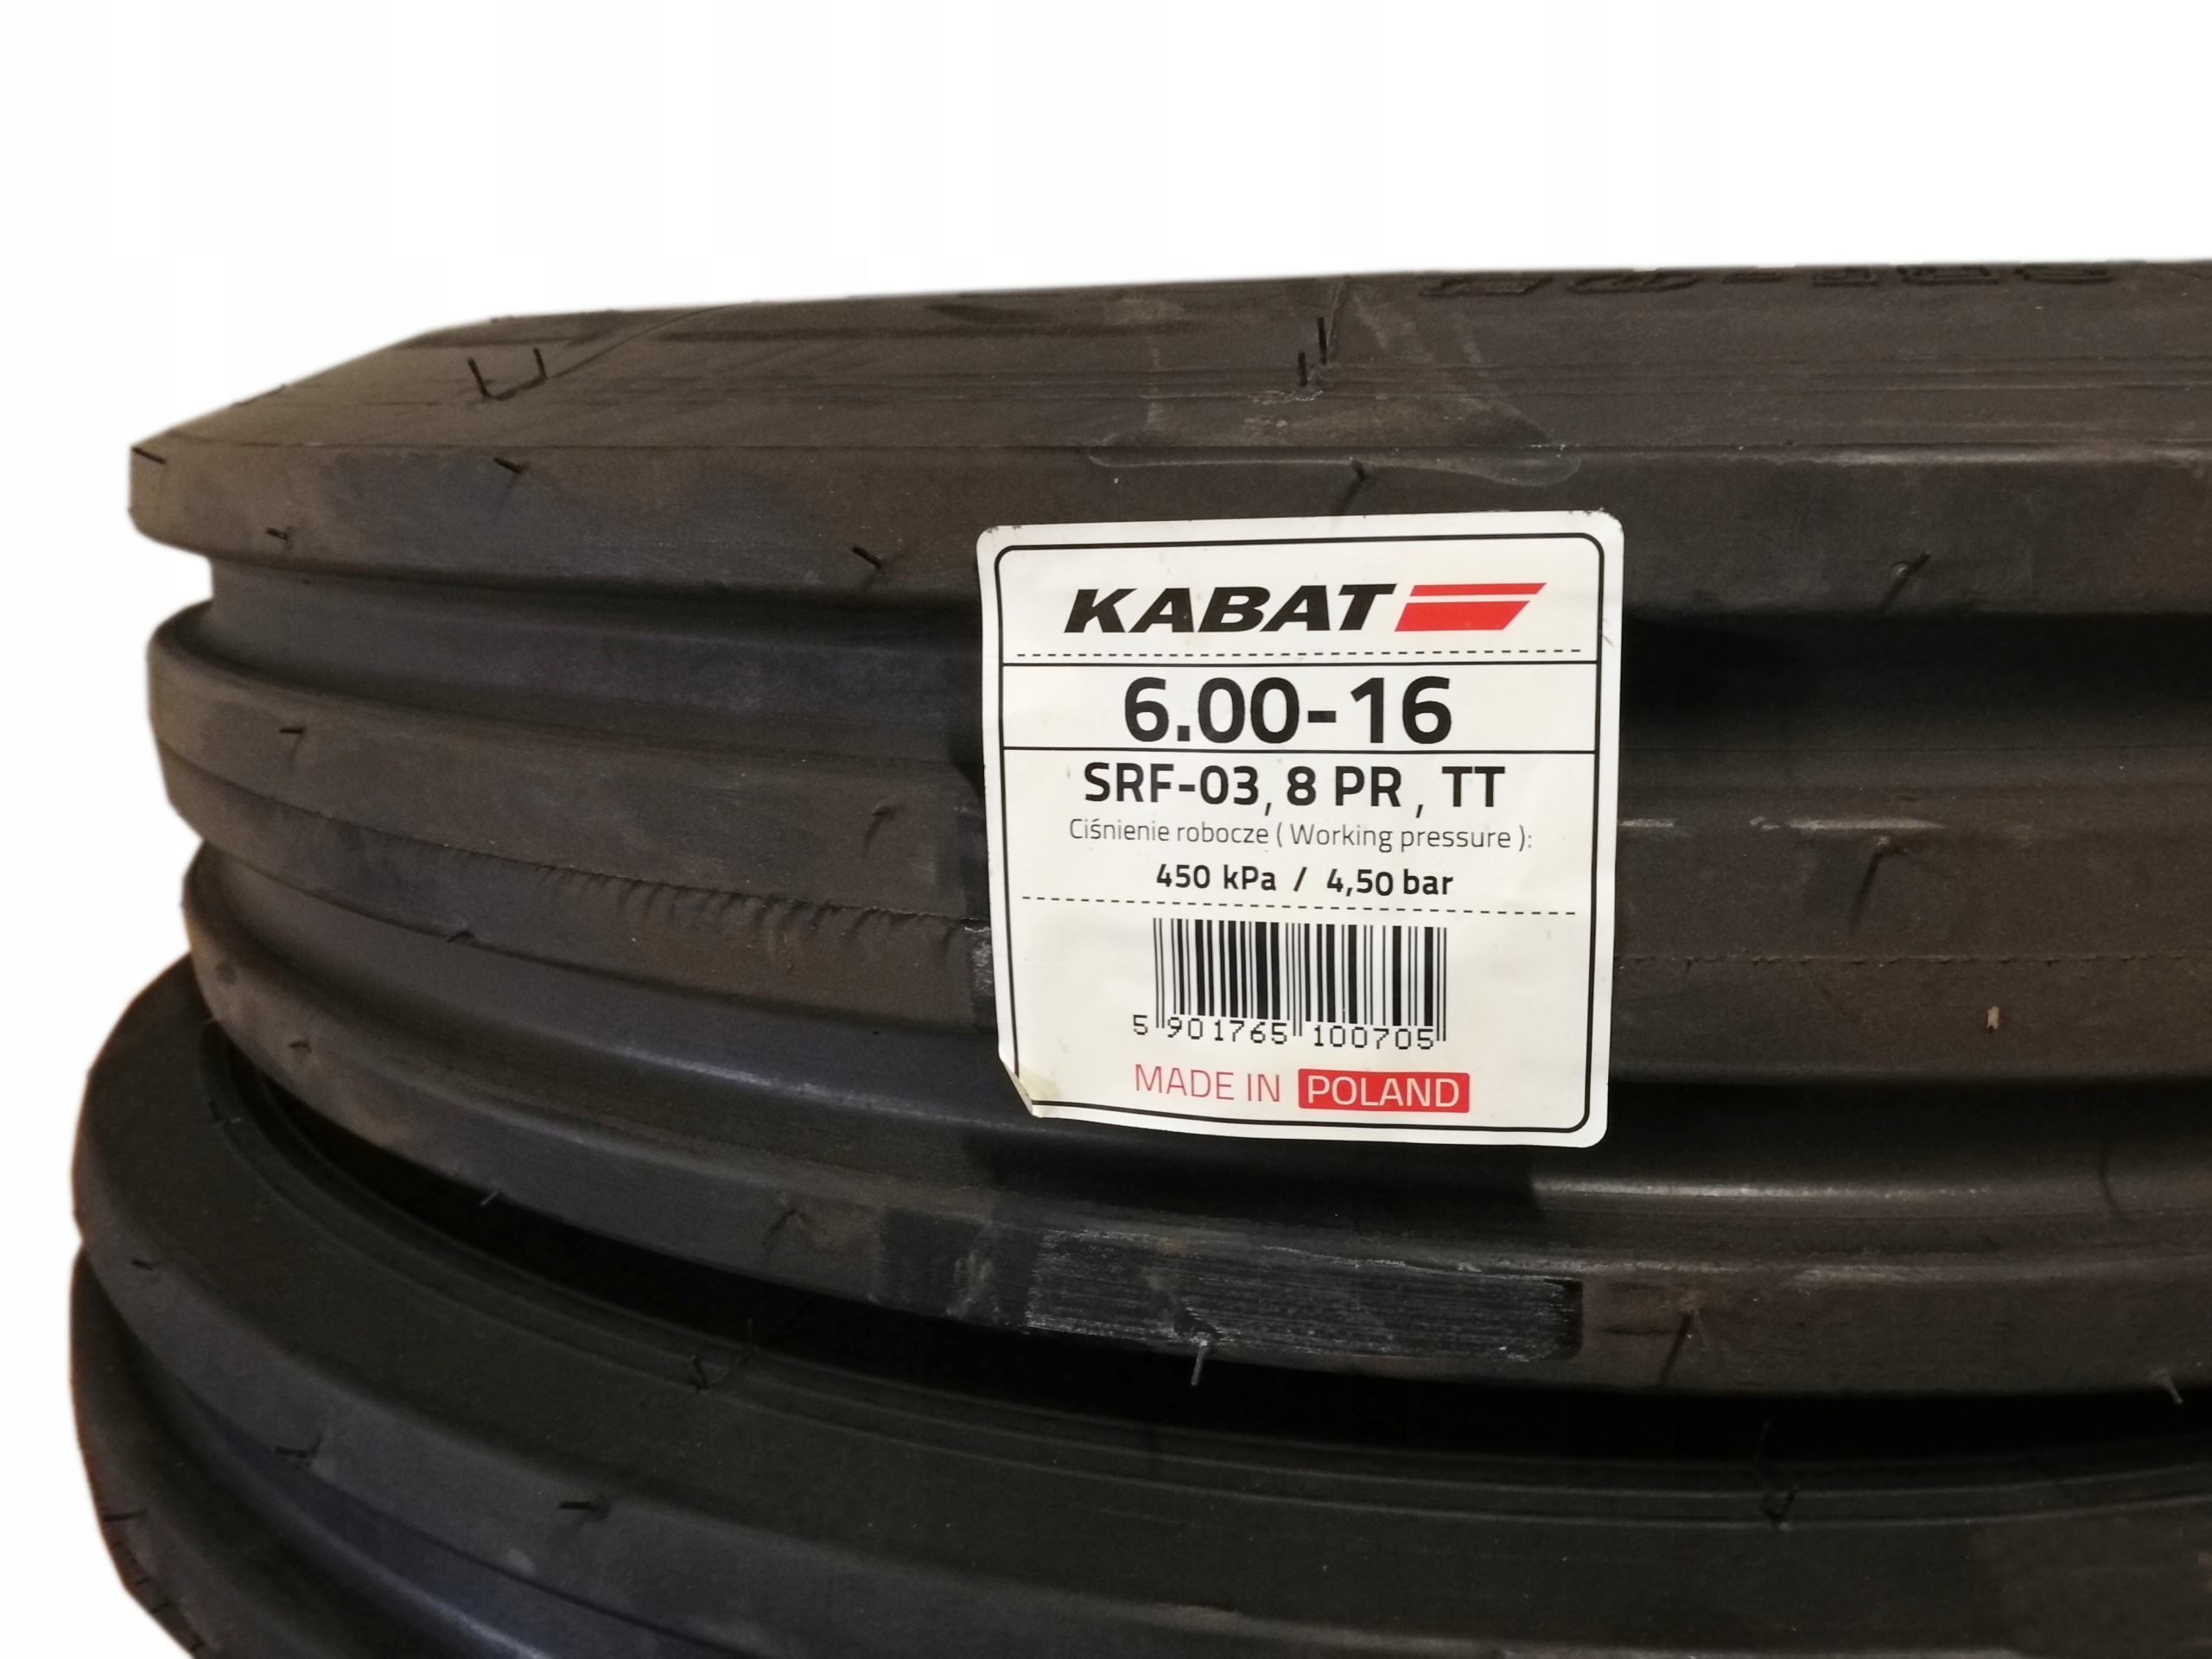 KABAT
6.00-16
SRF-03, 8 PR, TT
Ciśnienie robocze ( Working pressure ):
450 kPa / 4,50 bar
5 901765 100705
MADE IN POLAND